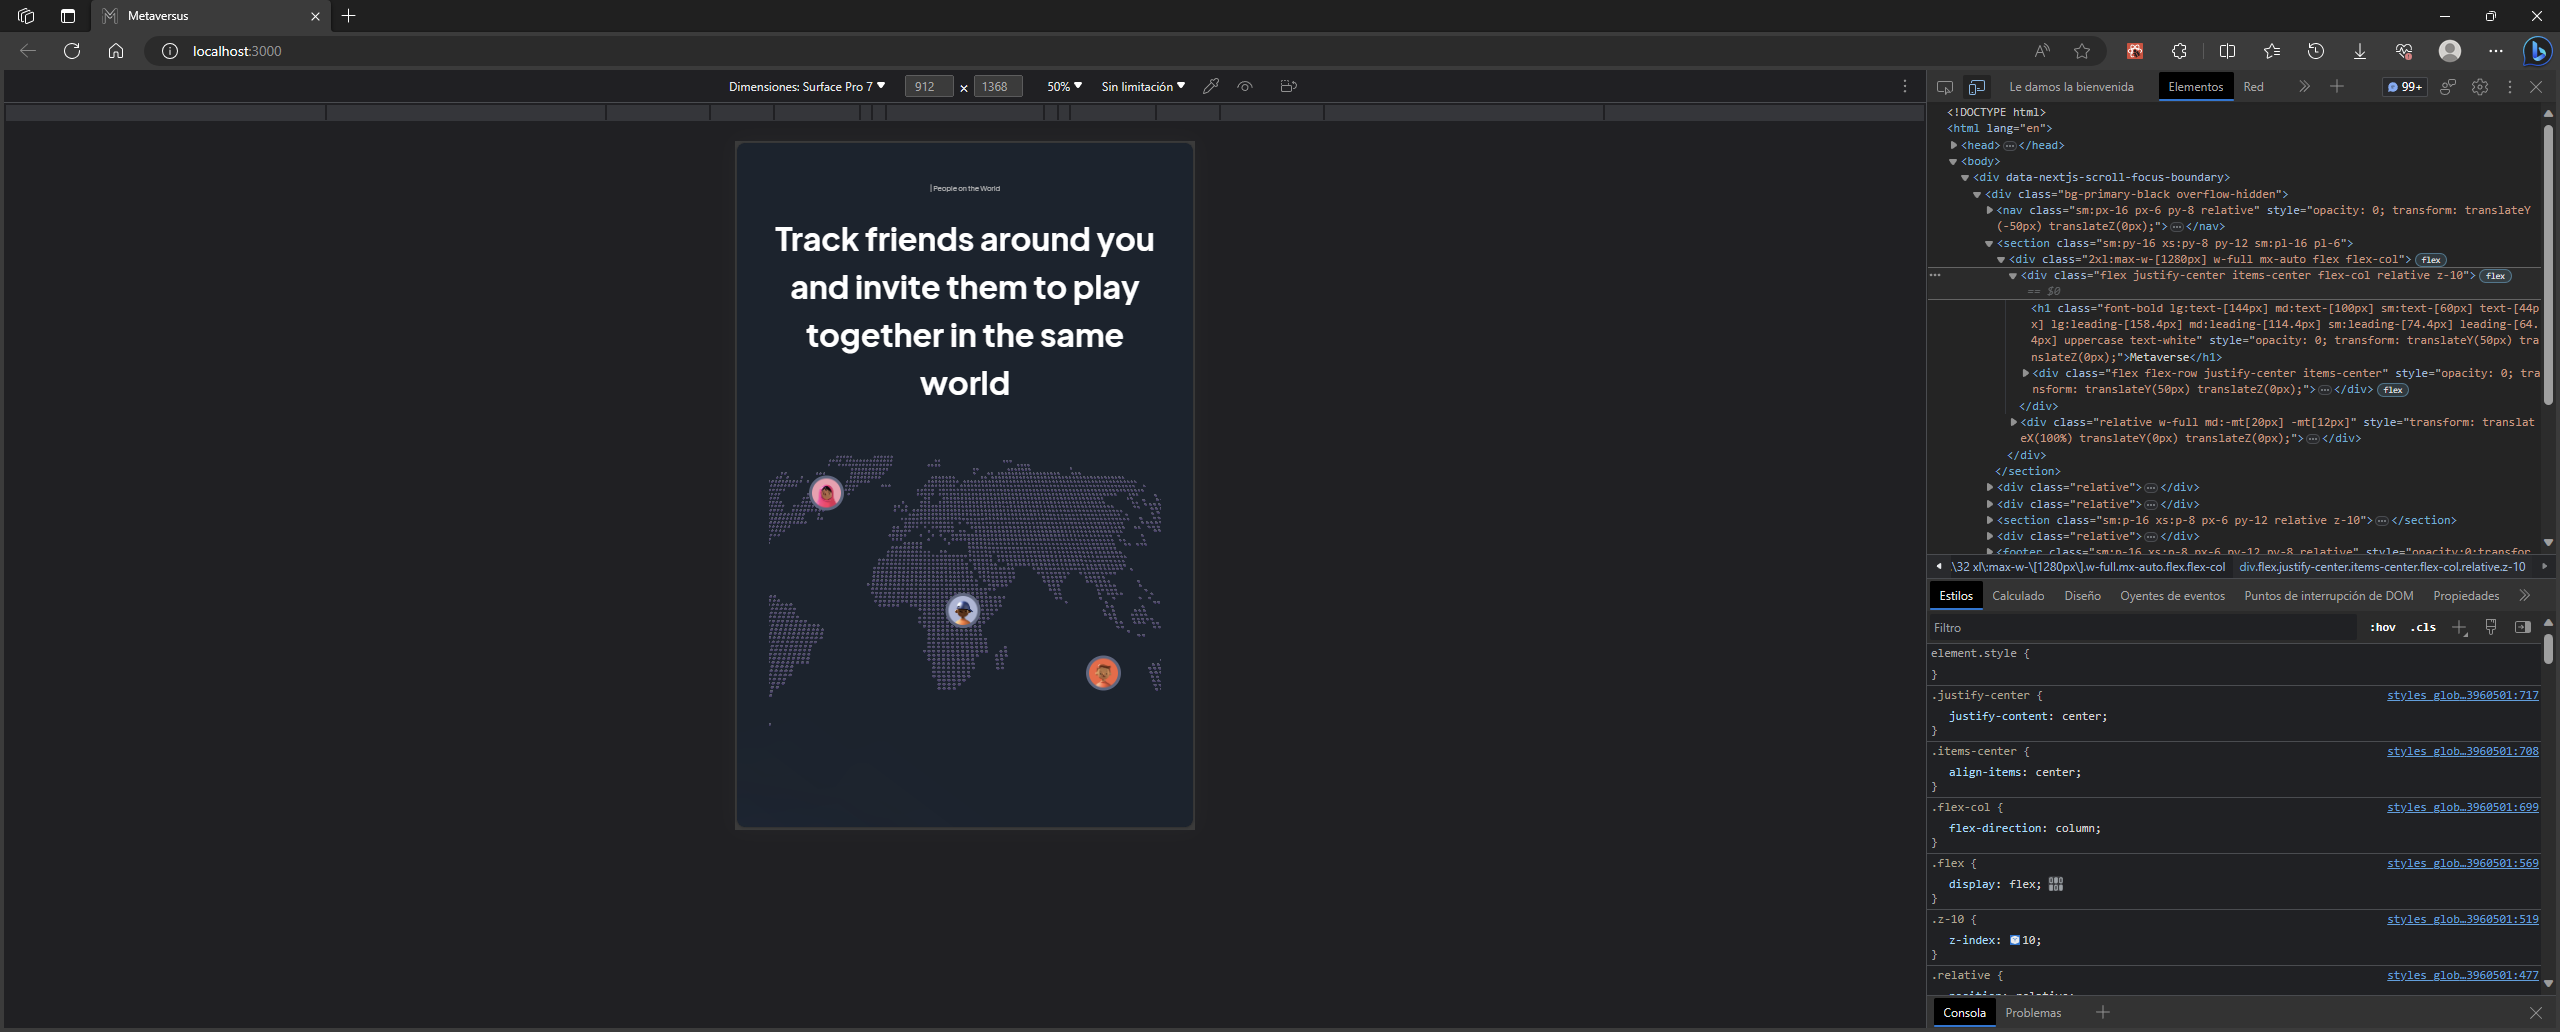 Metaversus
localhost:3000
Dimensiones: Surface Pro 7 912 × 1368 50% Sin limitación
Le damos la bienvenida Elementos Red 99+
| People on the World
Track friends around you
and invite them to play
together in the same
world
<!DOCTYPE html>
<html lang="en">
<head> </head>
<body>
<div data-nextjs-scroll-focus-boundary>
<div class="bg-primary-black overflow-hidden">
<nav class="sm:px-16 px-6 py-8 relative" style="opacity: 0; transform: translateY
(-50px) translateZ(0px);"> </nav>
<section class="sm:py-16 xs:py-8 py-12 sm:pl-16 pl-6">
<div class="2xl:max-w-[1280px] w-full mx-auto flex flex-col"> flex
<div class="flex justify-center items-center flex-col relative z-10"> flex
== $0
<h1 class="font-bold lg:text-[144px] md:text-[100px] sm:text-[60px] text-[44p
x] lg:leading-[158.4px] md:leading-[114.4px] sm:leading-[74.4px] leading-[64.
4px] uppercase text-white" style="opacity: 0; transform: translateY(50px) tra
nslateZ(0px);">Metaverse</h1>
<div class="flex flex-row justify-center items-center" style="opacity: 0; tra
nsform: translateY(50px) translateZ(0px);"> </div> flex
</div>
<div class="relative w-full md:-mt[20px] -mt[12px]" style="transform: translat
eX(100%) translateY(0px) translateZ(0px);"> </div>
</div>
</section>
<div class="relative"> </div>
<div class="relative"> </div>
<section class="sm:p-16 xs:p-8 px-6 py-12 relative z-10"> </section>
<div class="relative"> </div>
<footer class="sm:p-16 xs:p-8 px-6 py-12 py-8 relative" style="opacity:0;transfor
.\32 xl\:max-w-\[1280px\].w-full.mx-auto.flex.flex-col div.flex.justify-center.items-center.flex-col.relative.z-10
Estilos Calculado Diseño Oyentes de eventos Puntos de interrupción de DOM Propiedades
Filtro :hov .cls
element.style {
}
.justify-center { styles_glob…3960501:717
justify-content: center;
}
.items-center { styles_glob…3960501:708
align-items: center;
}
.flex-col { styles_glob…3960501:699
flex-direction: column;
}
.flex { styles_glob…3960501:569
display: flex;
}
.z-10 { styles_glob…3960501:519
z-index: 10;
}
.relative { styles_glob…3960501:477
position: relative;
Consola Problemas